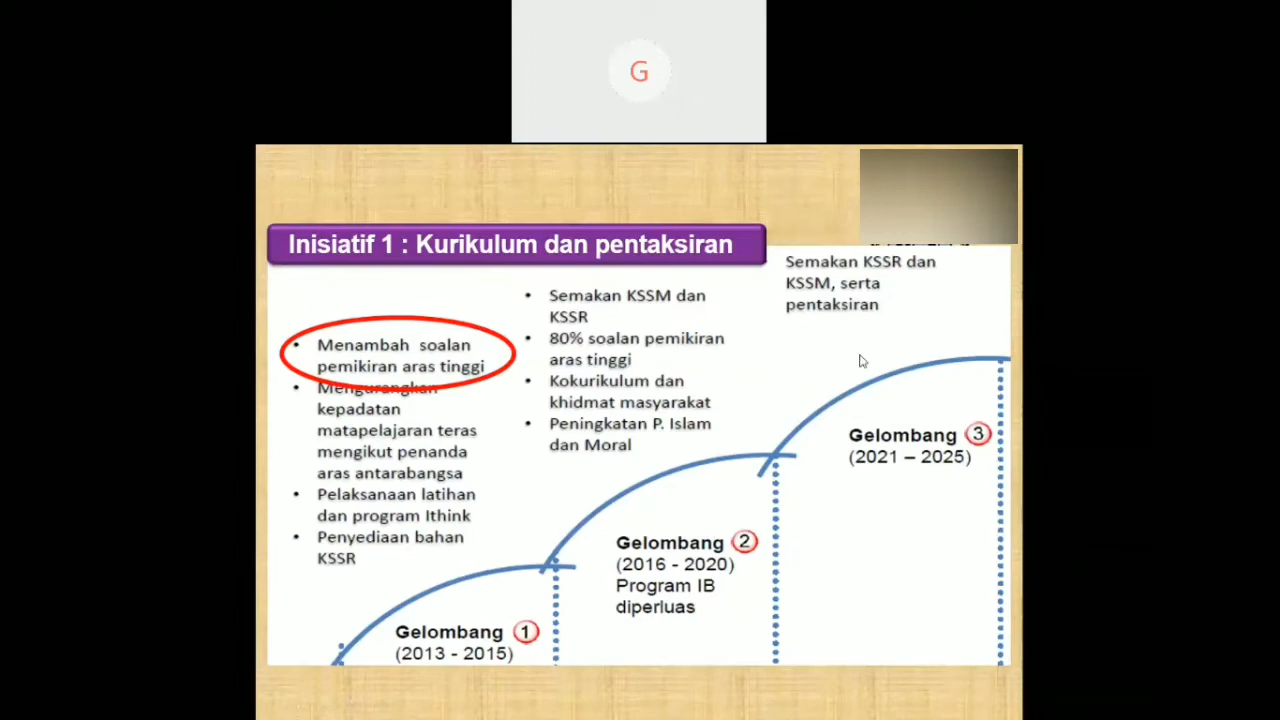 G
Inisiatif 1 : Kurikulum dan pentaksiran
Menambah soalan
pemikiran aras tinggi
Mengurangkan
kepadatan
matapelajaran teras
mengikut penanda
aras antarabangsa
Pelaksanaan latihan
dan program Ithink
Penyediaan bahan
KSSR
Gelombang 1
(2013 - 2015)
Semakan KSSM dan
KSSR
80% soalan pemikiran
aras tinggi
Kokurikulum dan
khidmat masyarakat
Peningkatan P. Islam
dan Moral
Gelombang 2
(2016 - 2020)
Program IB
diperluas
Semakan KSSR dan
KSSM, serta
pentaksiran
Gelombang 3
(2021 – 2025)